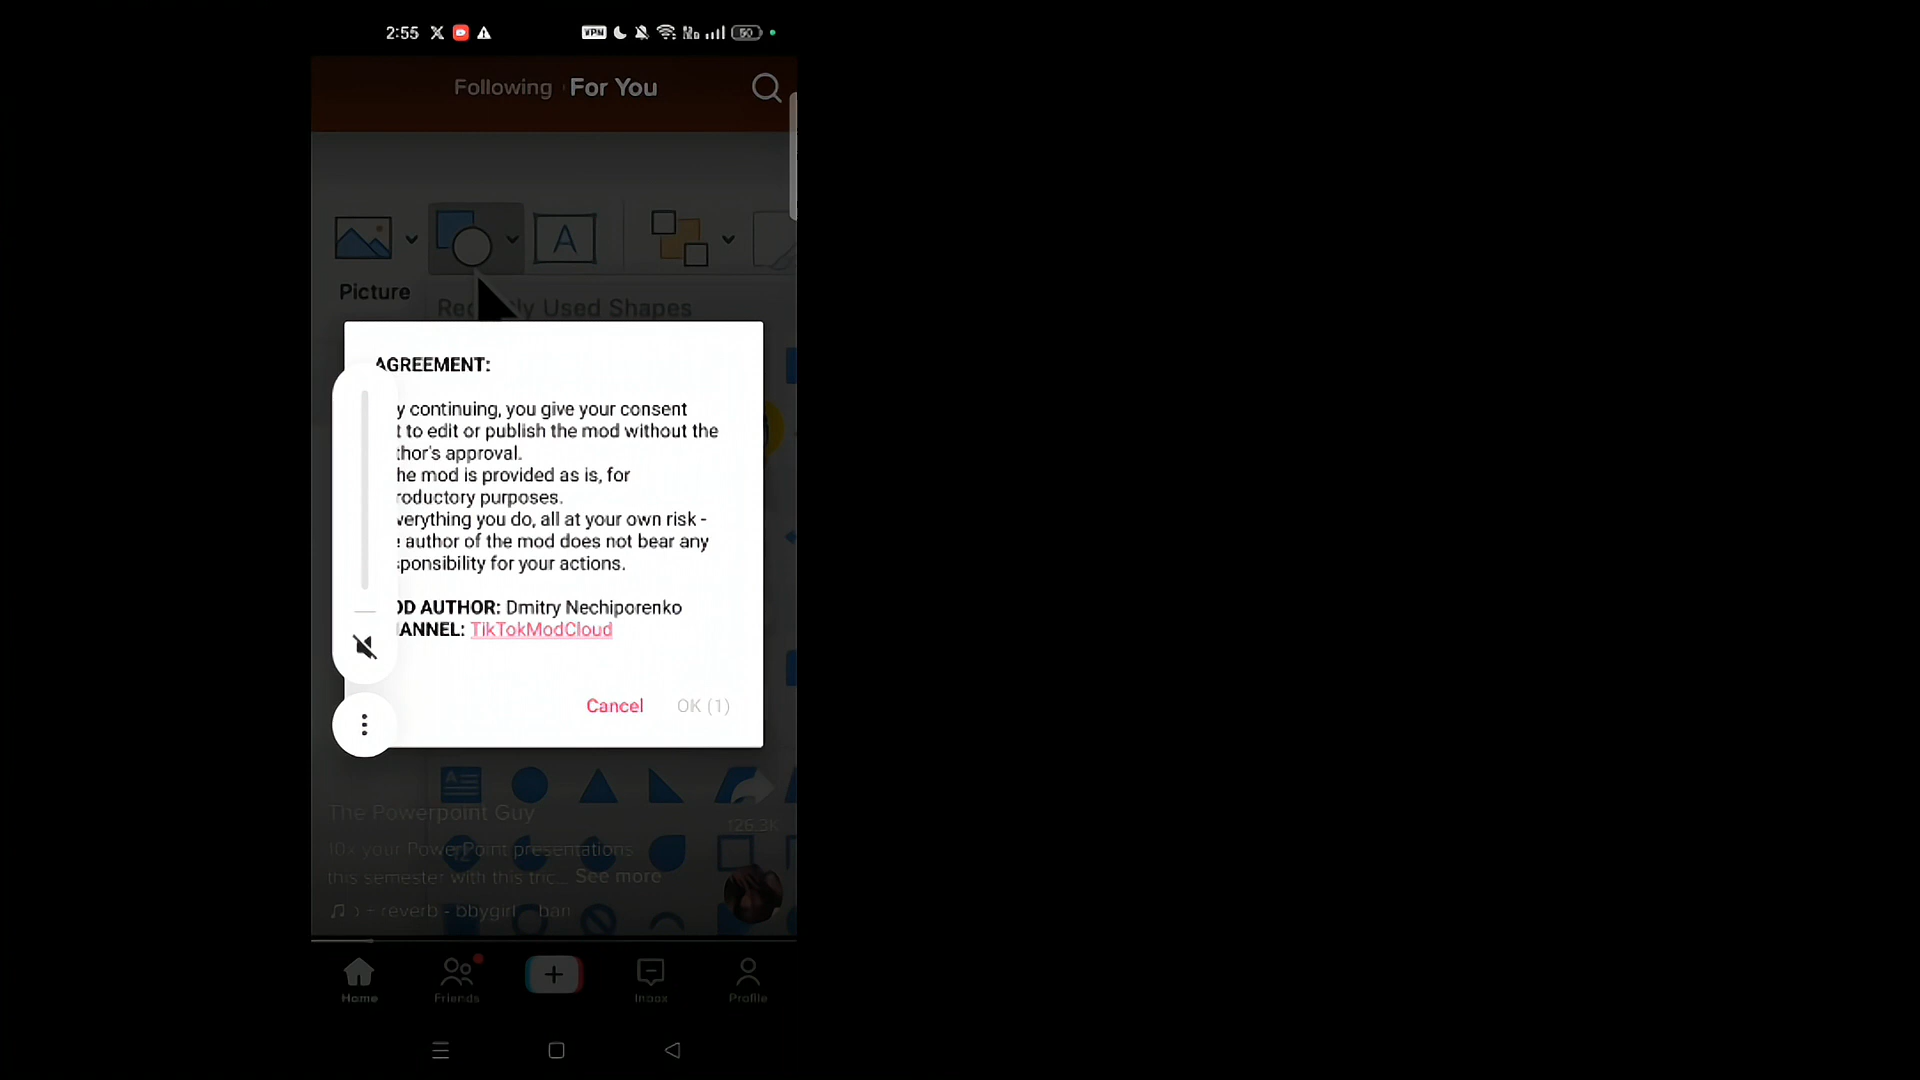 2:55
VPN
50
Following
For You
Picture
Used Shapes
AGREEMENT:
y continuing, you give your consent
t to edit or publish the mod without the
thor's approval.
he mod is provided as is, for
roductory purposes.
verything you do, all at your own risk -
author of the mod does not bear any
sponsibility for your actions.
OD AUTHOR: Dmitry Nechiporenko
ANNEL: TikTokModCloud
Cancel
OK (1)
The Powerpoint Guy
126.3K
10x your PowerPoint presentations
this semester with this tric... See more
reverb - bbygirl ban
Home
Friends
Inbox
Profile